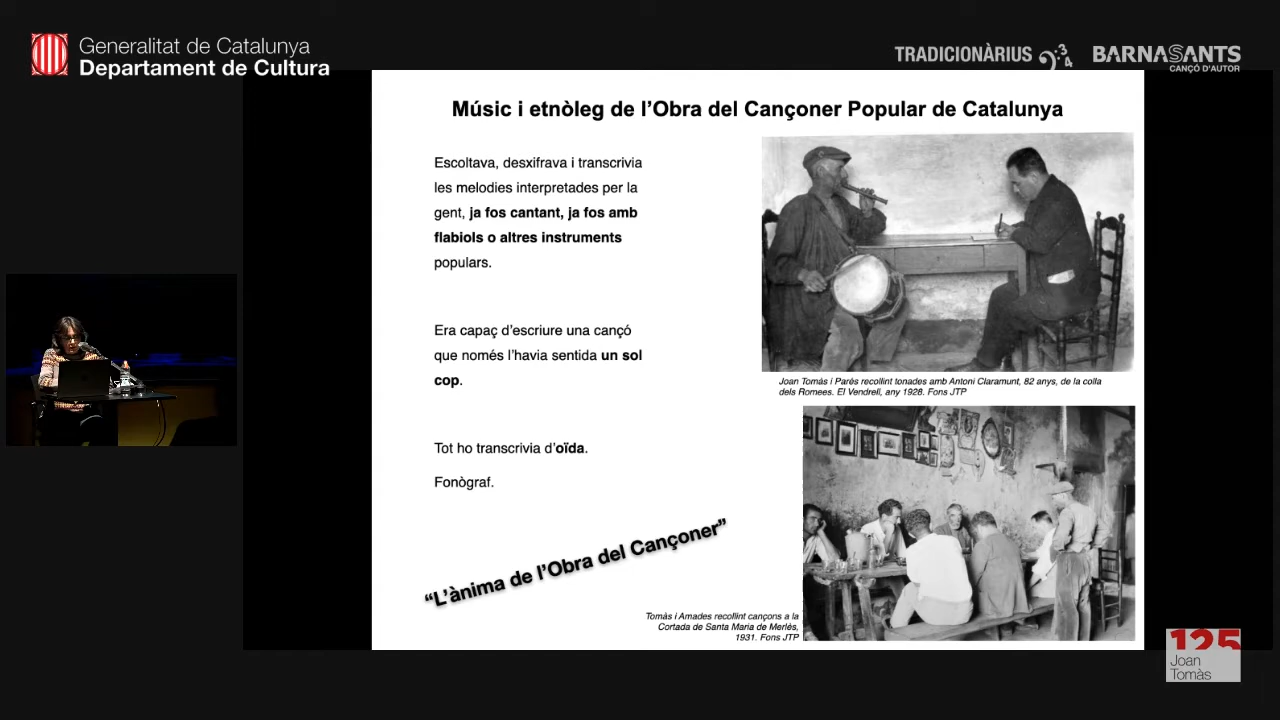 Generalitat de Catalunya
Departament de Cultura
TRADICIONÀRIUS
BARNASANTS
CANÇÓ D'AUTOR
Músic i etnòleg de l'Obra del Cançoner Popular de Catalunya
Escoltava, desxifrava i transcrivia
les melodies interpretades per la
gent, ja fos cantant, ja fos amb
flabiols o altres instruments
populars.
Era capaç d'escriure una cançó
que només l'havia sentida un sol
cop.
Tot ho transcrivia d'oïda.
Fonògraf.
"L'ànima de l'Obra del Cançoner"
Joan Tomàs i Parés recollint tonades amb Antoni Claramunt, 82 anys, de la colla
dels Romees. El Vendrell, any 1928. Fons JTP
Tomàs i Amades recollint cançons a la
Cortada de Santa Maria de Merlès,
1931. Fons JTP
125
Joan
Tomàs